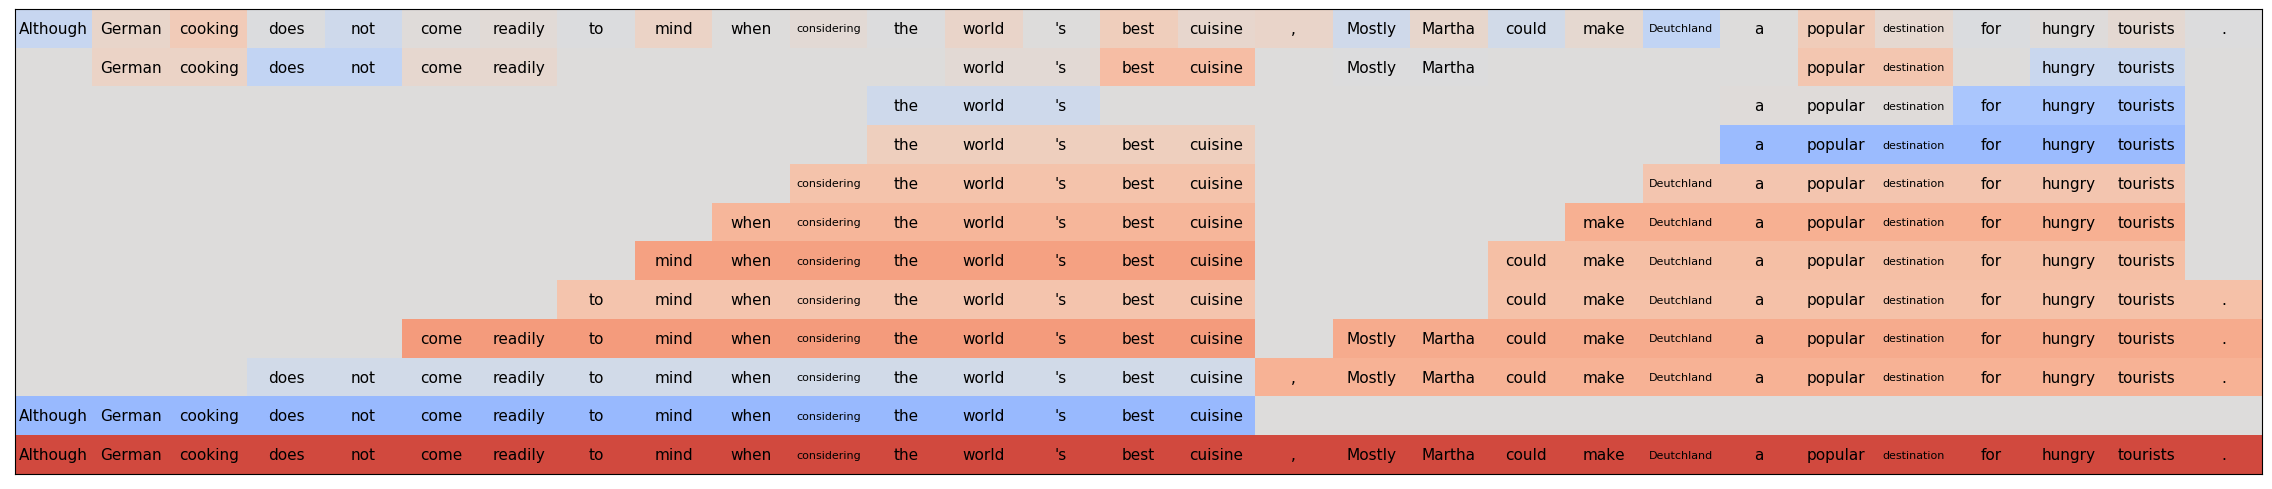 Although German cooking does not come readily to mind when considering the world 's best cuisine , Mostly Martha could make Deutchland a popular destination for hungry tourists .
German cooking does not come readily world 's best cuisine Mostly Martha popular destination hungry tourists
the world 's a popular destination for hungry tourists
the world 's best cuisine a popular destination for hungry tourists
considering the world 's best cuisine Deutchland a popular destination for hungry tourists
when considering the world 's best cuisine make Deutchland a popular destination for hungry tourists
mind when considering the world 's best cuisine could make Deutchland a popular destination for hungry tourists
to mind when considering the world 's best cuisine could make Deutchland a popular destination for hungry tourists .
come readily to mind when considering the world 's best cuisine Mostly Martha could make Deutchland a popular destination for hungry tourists .
does not come readily to mind when considering the world 's best cuisine , Mostly Martha could make Deutchland a popular destination for hungry tourists .
Although German cooking does not come readily to mind when considering the world 's best cuisine
Although German cooking does not come readily to mind when considering the world 's best cuisine , Mostly Martha could make Deutchland a popular destination for hungry tourists .